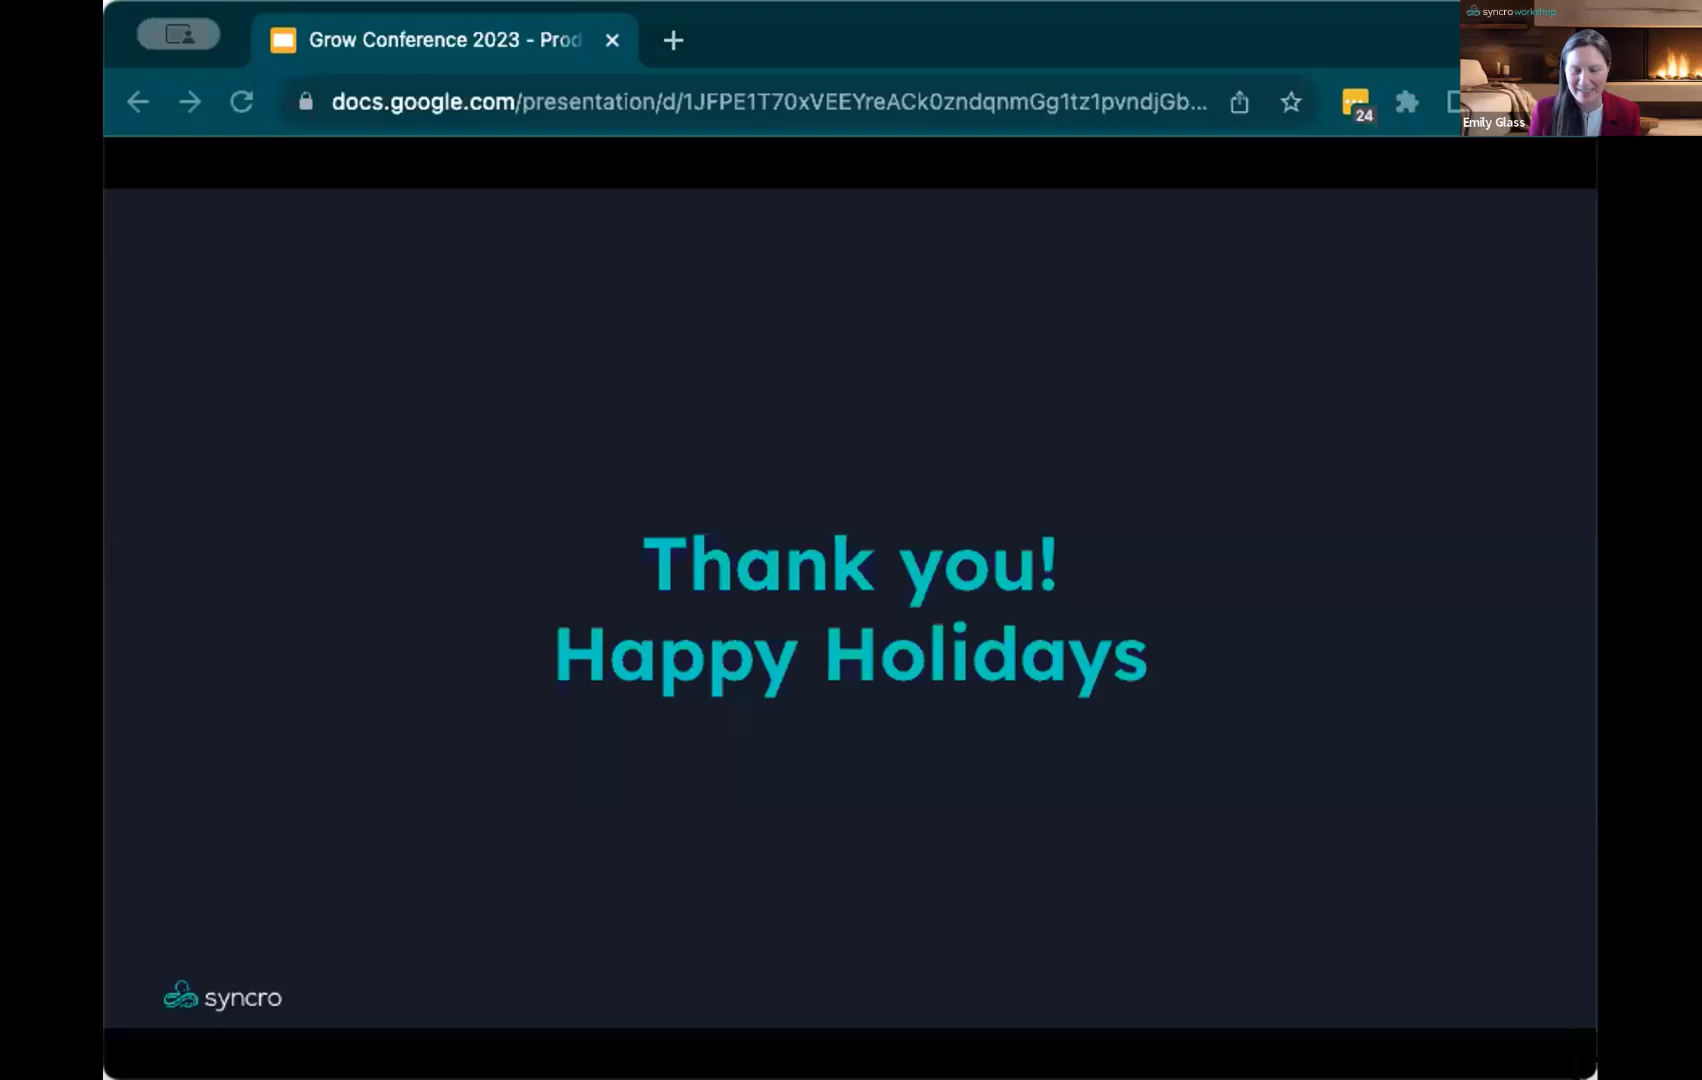 Grow Conference 2023 - Prod
docs.google.com/presentation/d/1JFPE1T70xVEEYreACk0zndqnmGg1tz1pvndjGb...
24
syncro workshop
Emily Glass
Thank you!
Happy Holidays
syncro